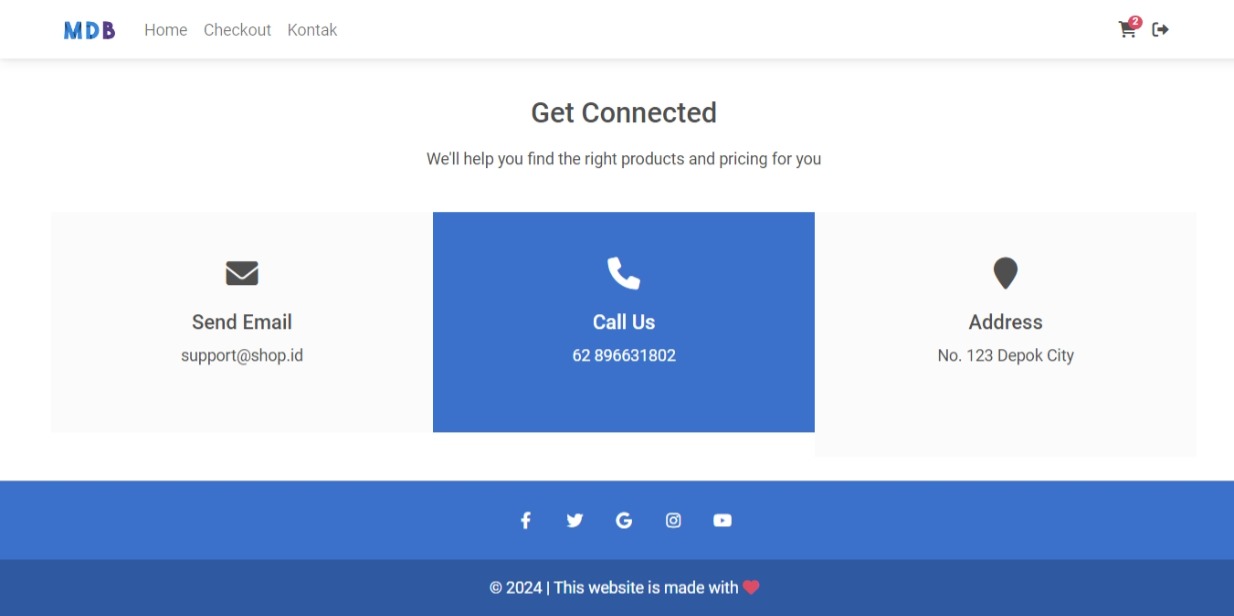 MDB Home Checkout Kontak 2
Get Connected
We'll help you find the right products and pricing for you
Send Email
support@shop.id
Call Us
62 896631802
Address
No. 123 Depok City
© 2024 | This website is made with